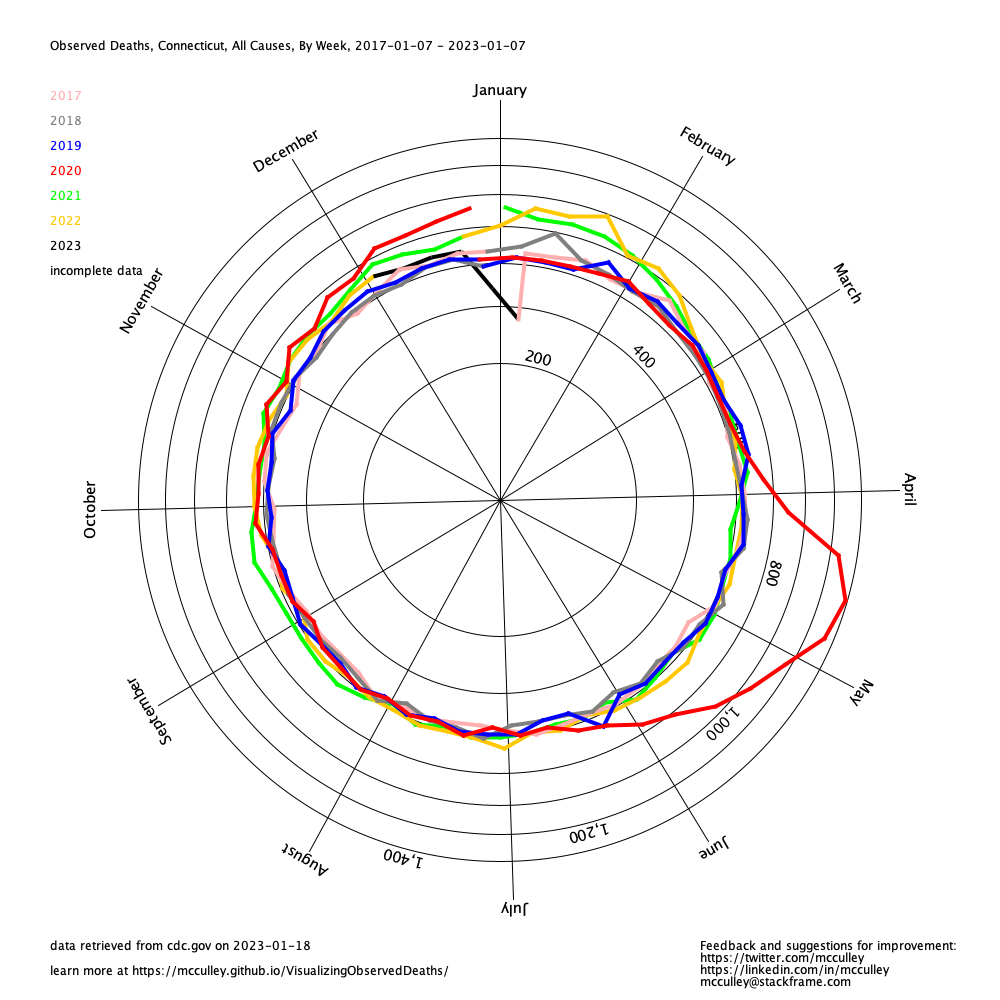 Observed Deaths, Connecticut, All Causes, By Week, 2017-01-07 - 2023-01-07
January
2017
2018
2019
2020
2021
2022
2023
incomplete data
February
March
April
May
June
July
August
September
October
November
December
200
400
800
1,000
1,200
1,400
data retrieved from cdc.gov on 2023-01-18
learn more at https://mcculley.github.io/VisualizingObservedDeaths/
Feedback and suggestions for improvement:
https://twitter.com/mcculley
https://linkedin.com/in/mcculley
mcculley@stackframe.com